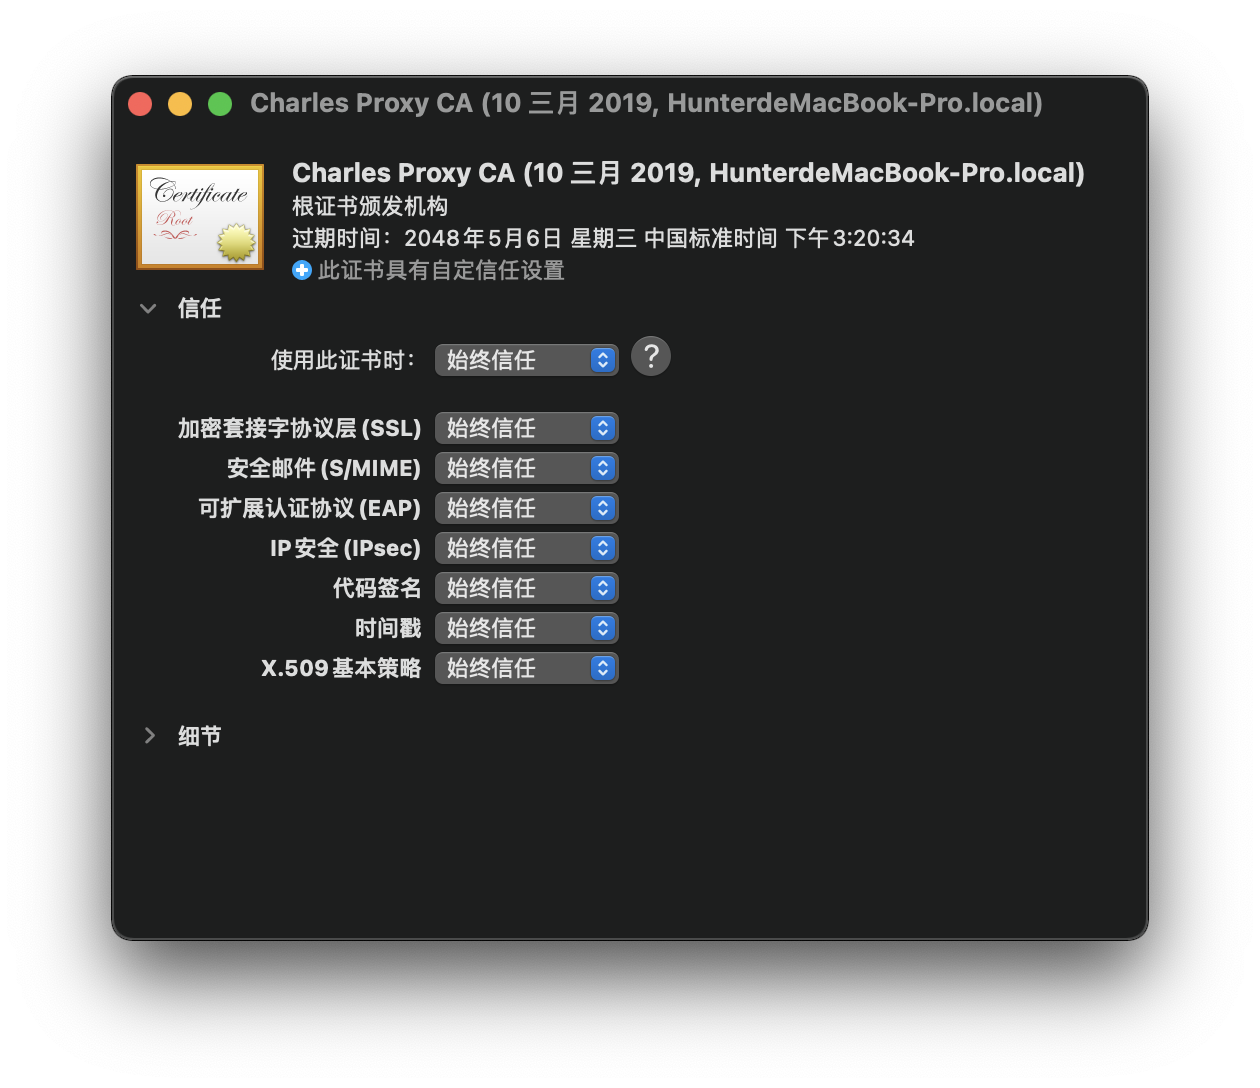 Charles Proxy CA (10 三月 2019, HunterdeMacBook-Pro.local)
Certificate
Root
Charles Proxy CA (10 三月 2019, HunterdeMacBook-Pro.local)
根证书颁发机构
过期时间：2048年5月6日 星期三 中国标准时间 下午3:20:34
此证书具有自定信任设置
信任
使用此证书时： 始终信任 ?
加密套接字协议层 (SSL) 始终信任
安全邮件 (S/MIME) 始终信任
可扩展认证协议 (EAP) 始终信任
IP 安全 (IPsec) 始终信任
代码签名 始终信任
时间戳 始终信任
X.509 基本策略 始终信任
细节